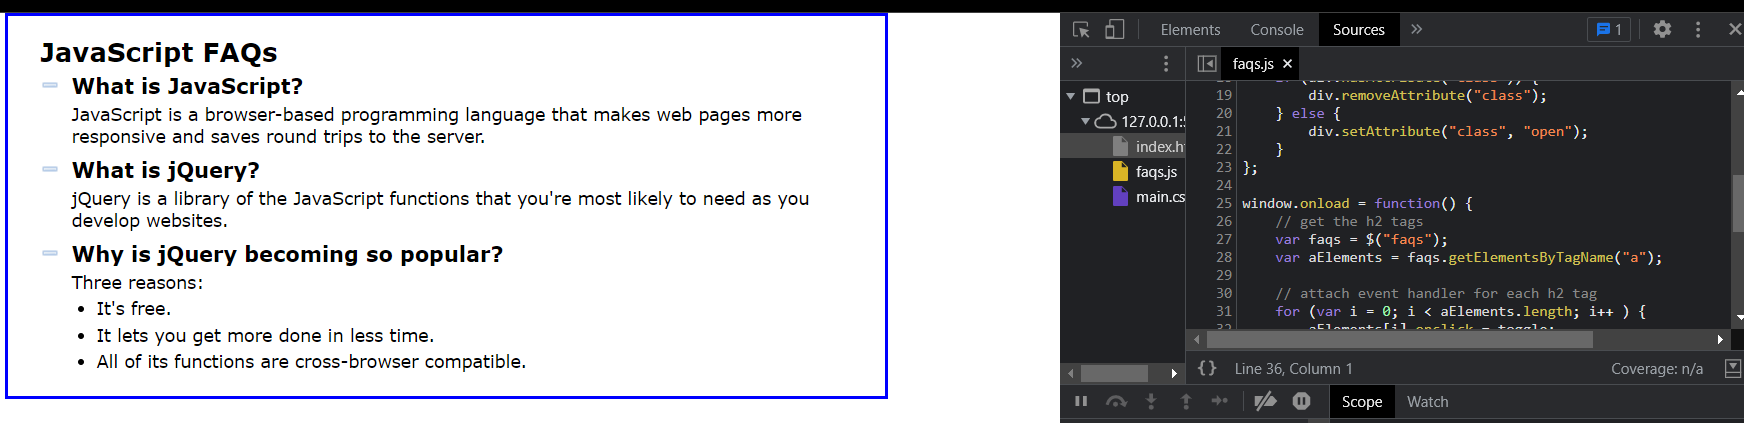 JavaScript FAQs
What is JavaScript?
JavaScript is a browser-based programming language that makes web pages more
responsive and saves round trips to the server.
What is jQuery?
jQuery is a library of the JavaScript functions that you're most likely to need as you
develop websites.
Why is jQuery becoming so popular?
Three reasons:
• It's free.
• It lets you get more done in less time.
• All of its functions are cross-browser compatible.
Elements Console Sources » 1
» faqs.js ×
top
127.0.0.1:5
index.h
faqs.js
main.cs
19 div.removeAttribute("class");
20 } else {
21 div.setAttribute("class", "open");
22 }
23 };
24
25 window.onload = function() {
26 // get the h2 tags
27 var faqs = $("faqs");
28 var aElements = faqs.getElementsByTagName("a");
29
30 // attach event handler for each h2 tag
31 for (var i = 0; i < aElements.length; i++ ) {
{} Line 36, Column 1 Coverage: n/a
Scope Watch